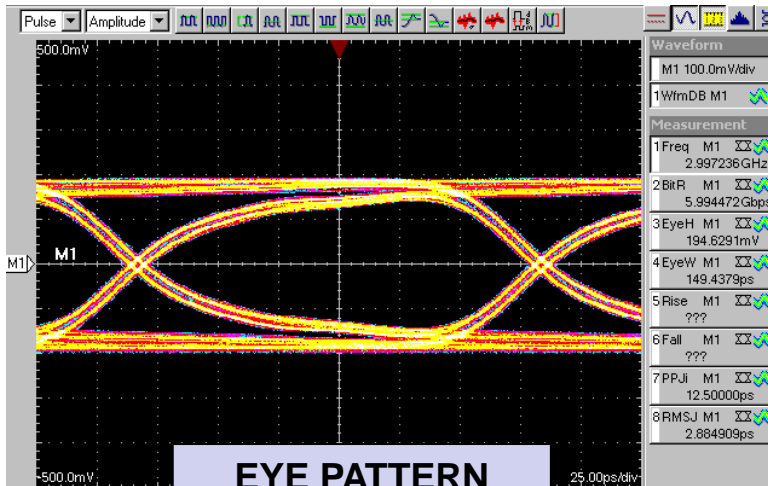 Pulse Amplitude
Waveform
500.0mV
M1 100.0mV/div
1WfmDB M1
Measurement
1Freq M1
2.997236GHz
2BitR M1
5.994472Gbps
3EyeH M1
194.6291mV
M1
M1
4EyeW M1
149.4379ps
5Rise M1
???
6Fall M1
???
7PPJi M1
12.50000ps
8RMSJ M1
2.884909ps
-500.0mV
EYE PATTERN
25.00ps/div